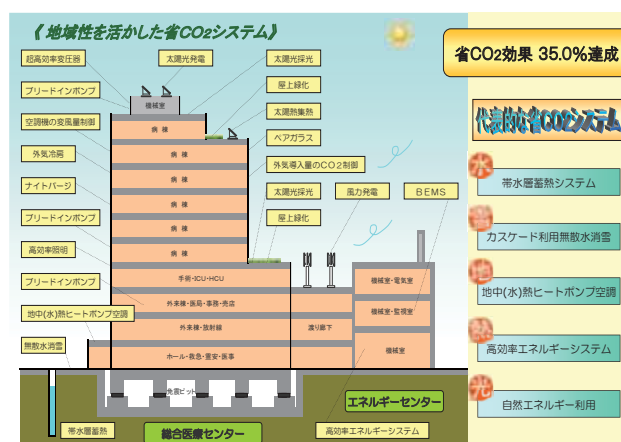 《地域性を活かした省CO2システム》
省CO2効果 35.0%達成
代表的な省CO2システム
超高効率変圧器
太陽光発電
太陽光採光
ブリードインポンプ
機械室
屋上緑化
空調機の変風量制御
太陽熱集熱
病棟
ペアガラス
外気冷房
病棟
外気導入量のCO2制御
ナイトパージ
病棟
太陽光採光
風力発電
BEMS
ブリードインポンプ
病棟
屋上緑化
高効率照明
病棟
手術・ICU・HCU
機械室・電気室
ブリードインポンプ
外来棟・医局・事務・売店
地中(水)熱ヒートポンプ空調
外来棟・放射線
渡り廊下
機械室・監視室
無散水消雪
ホール・救急・重安・医事
機械室
免震ピット
エネルギーセンター
帯水層蓄熱
総合医療センター
高効率エネルギーシステム
水
帯水層蓄熱システム
カスケード利用無散水消雪
地
地中(水)熱ヒートポンプ空調
熱
高効率エネルギーシステム
光
自然エネルギー利用